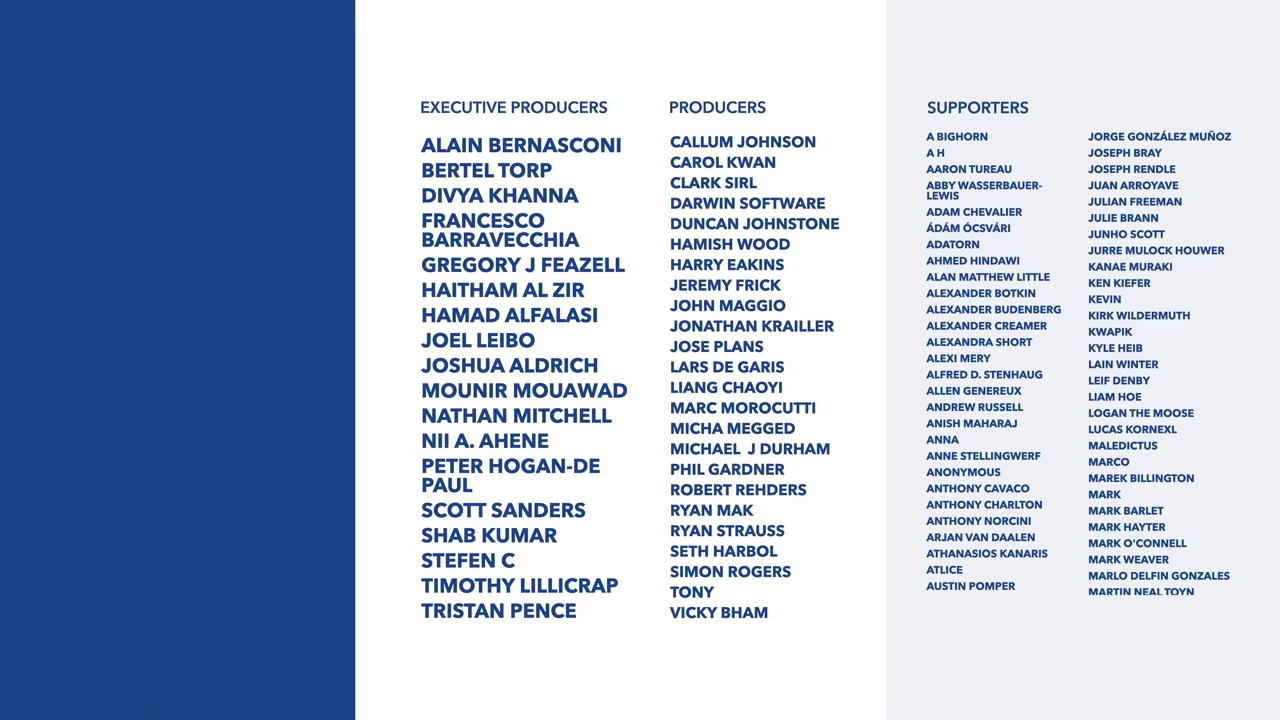 EXECUTIVE PRODUCERS
ALAIN BERNASCONI
BERTEL TORP
DIVYA KHANNA
FRANCESCO
BARRAVECCHIA
GREGORY J FEAZELL
HAITHAM AL ZIR
HAMAD ALFALASI
JOEL LEIBO
JOSHUA ALDRICH
MOUNIR MOUAWAD
NATHAN MITCHELL
NII A. AHENE
PETER HOGAN-DE
PAUL
SCOTT SANDERS
SHAB KUMAR
STEFEN C
TIMOTHY LILLICRAP
TRISTAN PENCE
PRODUCERS
CALLUM JOHNSON
CAROL KWAN
CLARK SIRL
DARWIN SOFTWARE
DUNCAN JOHNSTONE
HAMISH WOOD
HARRY EAKINS
JEREMY FRICK
JOHN MAGGIO
JONATHAN KRAILLER
JOSE PLANS
LARS DE GARIS
LIANG CHAOYI
MARC MOROCUTTI
MICHA MEGGED
MICHAEL  J DURHAM
PHIL GARDNER
ROBERT REHDERS
RYAN MAK
RYAN STRAUSS
SETH HARBOL
SIMON ROGERS
TONY
VICKY BHAM
SUPPORTERS
A BIGHORN
A H
AARON TUREAU
ABBY WASSERBAUER-
LEWIS
ADAM CHEVALIER
ÁDÁM ÓCSVÁRI
ADATORN
AHMED HINDAWI
ALAN MATTHEW LITTLE
ALEXANDER BOTKIN
ALEXANDER BUDENBERG
ALEXANDER CREAMER
ALEXANDRA SHORT
ALEXI MERY
ALFRED D. STENHAUG
ALLEN GENEREUX
ANDREW RUSSELL
ANISH MAHARAJ
ANNA
ANNE STELLINGWERF
ANONYMOUS
ANTHONY CAVACO
ANTHONY CHARLTON
ANTHONY NORCINI
ARJAN VAN DAALEN
ATHANASIOS KANARIS
ATLICE
AUSTIN POMPER
JORGE GONZÁLEZ MUÑOZ
JOSEPH BRAY
JOSEPH RENDLE
JUAN ARROYAVE
JULIAN FREEMAN
JULIE BRANN
JUNHO SCOTT
JURRE MULOCK HOUWER
KANAE MURAKI
KEN KIEFER
KEVIN
KIRK WILDERMUTH
KWAPIK
KYLE HEIB
LAIN WINTER
LEIF DENBY
LIAM HOE
LOGAN THE MOOSE
LUCAS KORNEXL
MALEDICTUS
MARCO
MAREK BILLINGTON
MARK
MARK BARLET
MARK HAYTER
MARK O'CONNELL
MARK WEAVER
MARLO DELFIN GONZALES
MARTIN NEAL TOYN